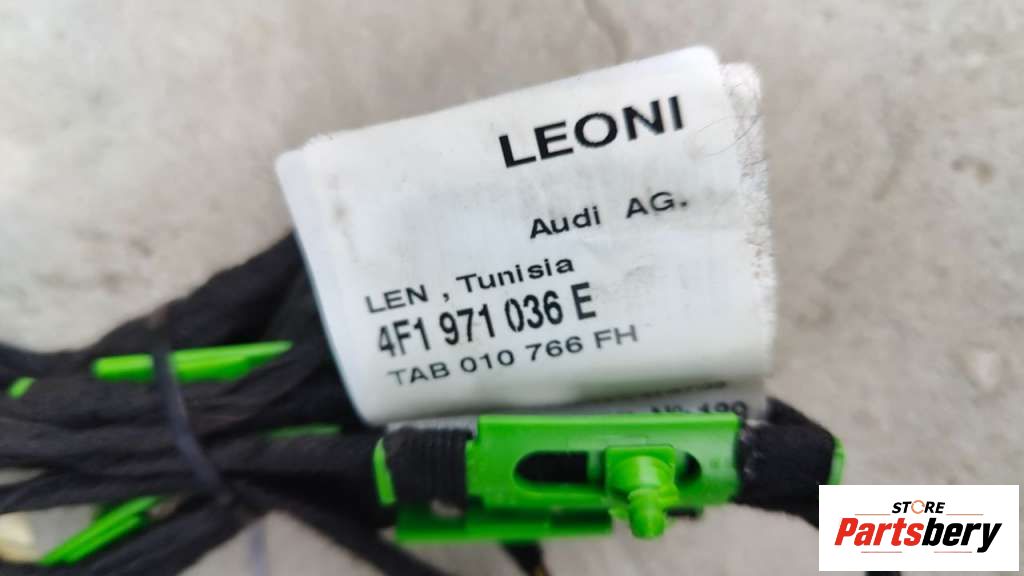 LEONI
Audi AG.
LEN , Tunisia
4F1 971 036 E
TAB 010 766 FH
STORE
Partsbery